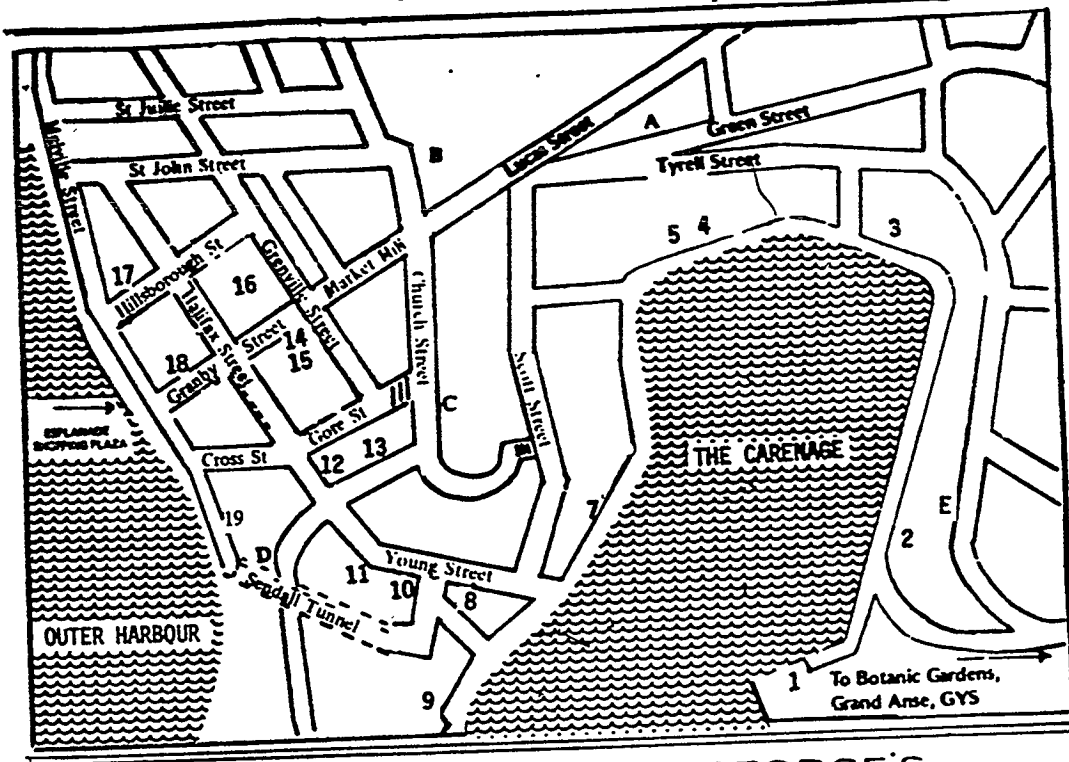 St Juille Street
Melville Street
St John Street
B
A
Lucas Street
Green Street
Tyrell Street
17
Hillsborough St
16
Grenville Street
Market Hill
Church Street
5 4
3
Halifax Street
Street
14
15
18
Granby
Scott Street
C
ESPLANADE
SHOPPING PLAZA
Gore St
12
13
Cross St
THE CARENAGE
19
7
E
2
D
11
10
Young Street
8
Sendall Tunnel
OUTER HARBOUR
9
1
To Botanic Gardens,
Grand Anse, GYS